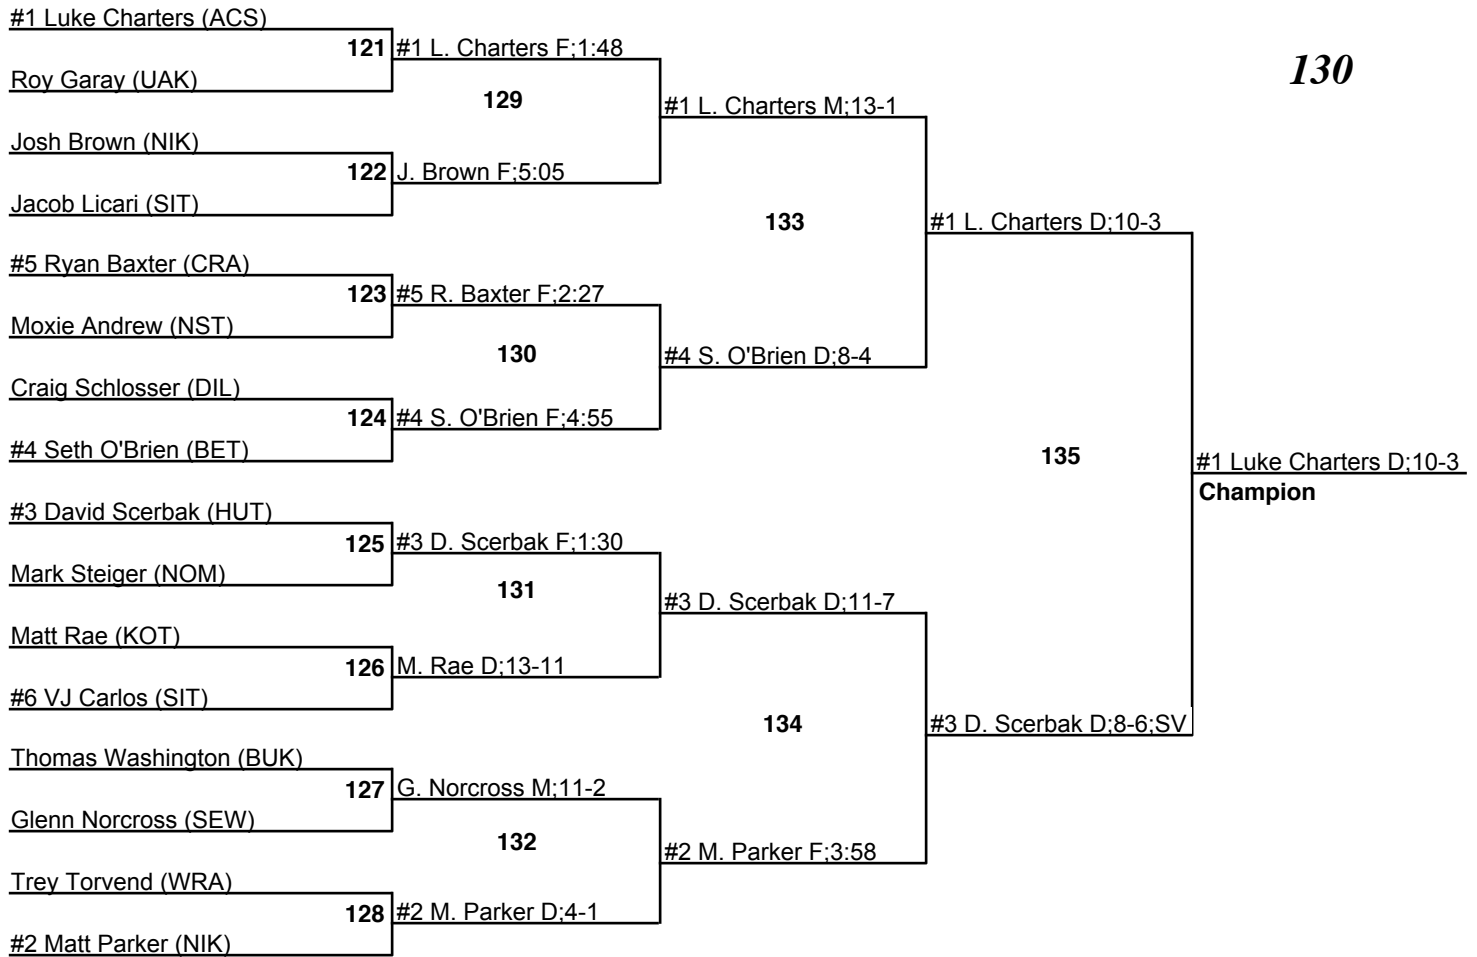 #1 Luke Charters (ACS)
121 #1 L. Charters F;1:48
130
Roy Garay (UAK)
129
#1 L. Charters M;13-1
Josh Brown (NIK)
122 J. Brown F;5:05
Jacob Licari (SIT)
133
#1 L. Charters D;10-3
#5 Ryan Baxter (CRA)
123 #5 R. Baxter F;2:27
Moxie Andrew (NST)
130
#4 S. O'Brien D;8-4
Craig Schlosser (DIL)
124 #4 S. O'Brien F;4:55
#4 Seth O'Brien (BET)
135
#1 Luke Charters D;10-3
Champion
#3 David Scerbak (HUT)
125 #3 D. Scerbak F;1:30
Mark Steiger (NOM)
131
#3 D. Scerbak D;11-7
Matt Rae (KOT)
126 M. Rae D;13-11
#6 VJ Carlos (SIT)
134
#3 D. Scerbak D;8-6;SV
Thomas Washington (BUK)
127 G. Norcross M;11-2
Glenn Norcross (SEW)
132
#2 M. Parker F;3:58
Trey Torvend (WRA)
128 #2 M. Parker D;4-1
#2 Matt Parker (NIK)